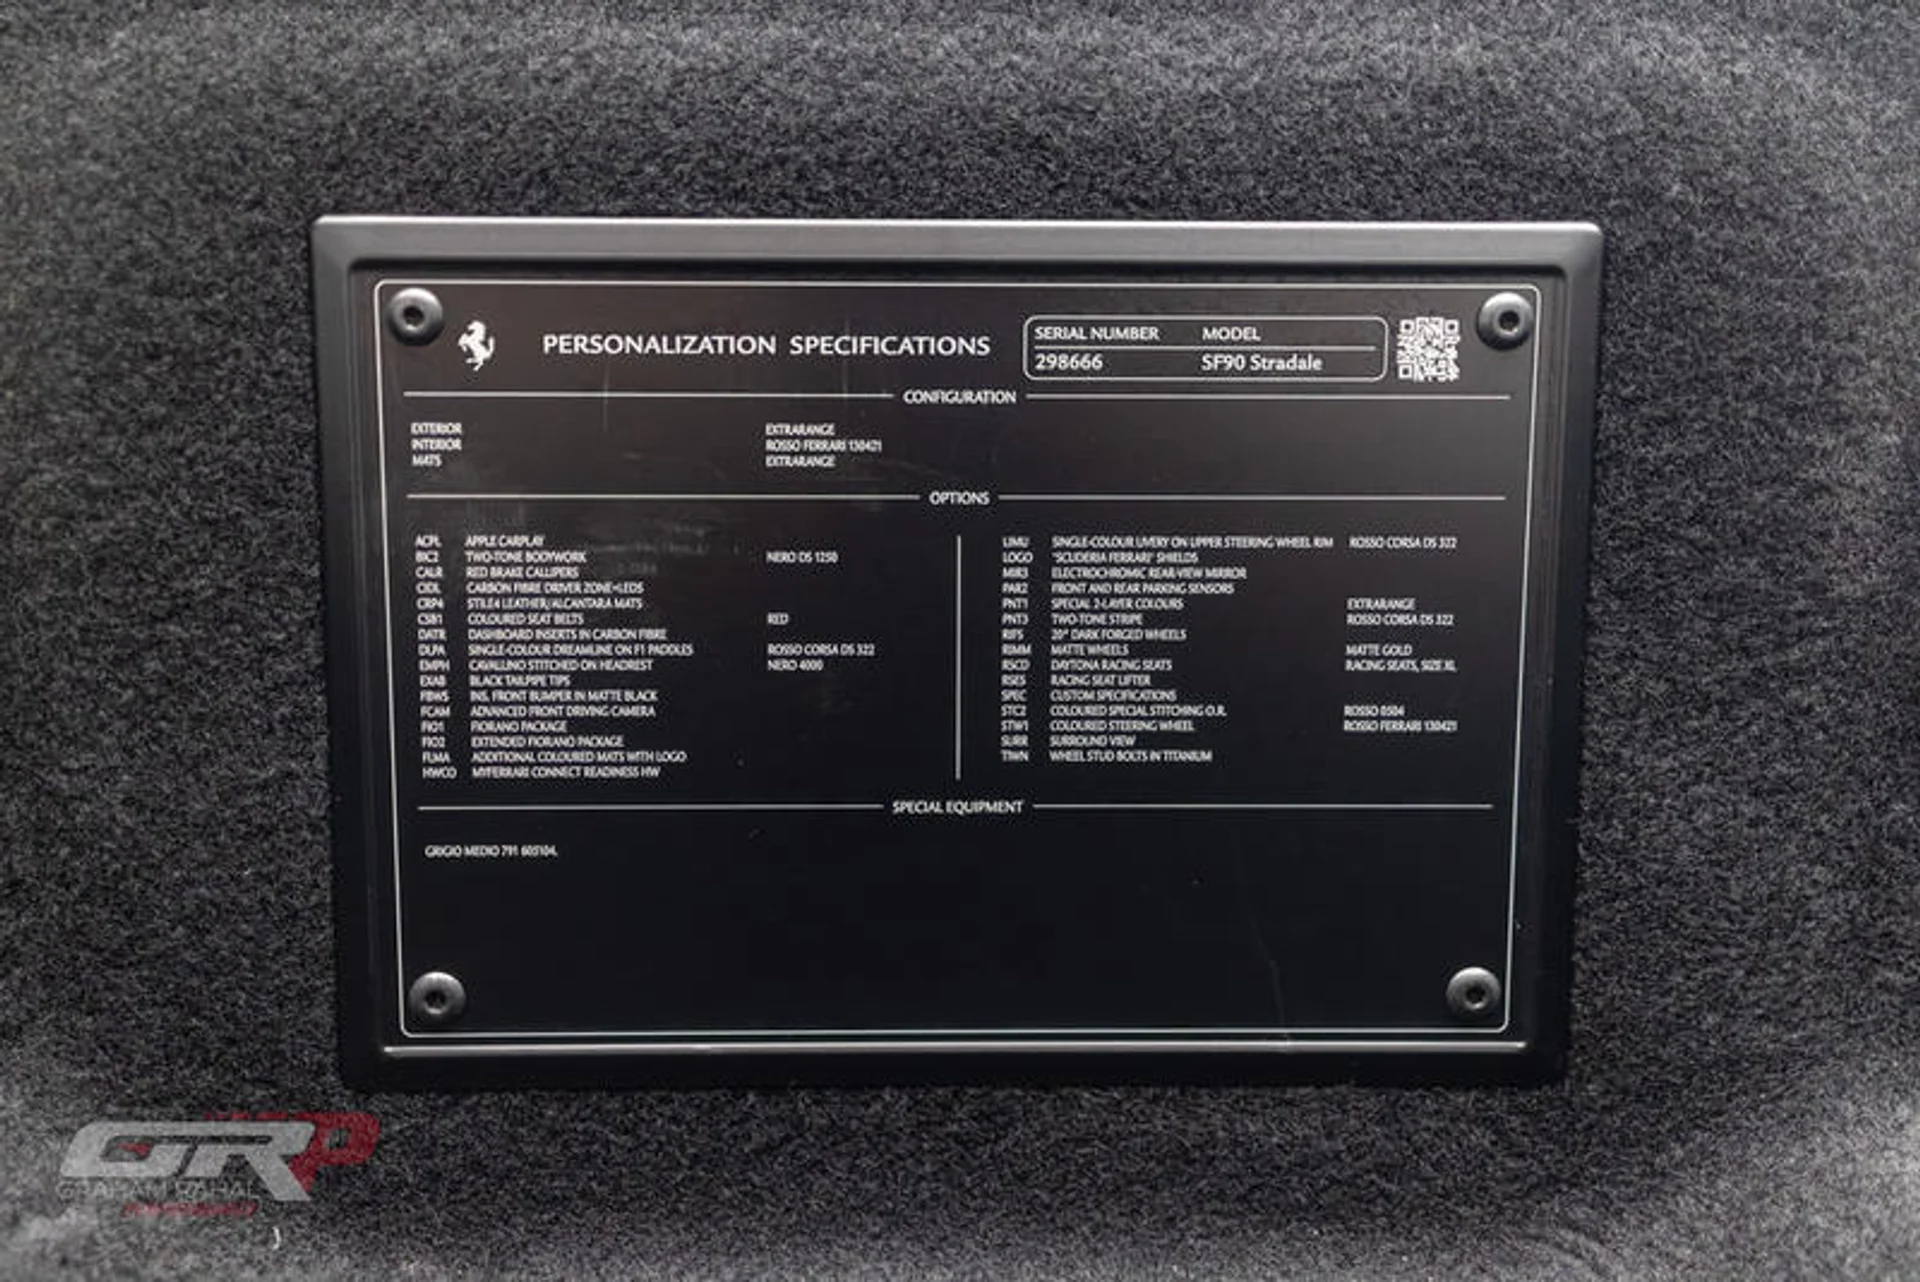 PERSONALIZATION SPECIFICATIONS
SERIAL NUMBER MODEL
298666 SF90 Stradale
CONFIGURATION
EXTERIOR EXTRARANGE
INTERIOR ROSSO FERRARI 130421
MATS EXTRARANGE
OPTIONS
ACPL APPLE CARPLAY
BIC2 TWO-TONE BODYWORK NERO DS 1250
CALR RED BRAKE CALLIPERS
CIOL CARBON FIBRE DRIVER ZONE+LEDS
CRP4 STILE4 LEATHER/ALCANTARA MATS
CSB1 COLOURED SEAT BELTS RED
DATR DASHBOARD INSERTS IN CARBON FIBRE
DLPA SINGLE-COLOUR DREAMLINE ON F1 PADDLES ROSSO CORSA DS 322
EMPH CAVALLINO STITCHED ON HEADREST NERO 4000
EXAB BLACK TAILPIPE TIPS
FBWS INS. FRONT BUMPER IN MATTE BLACK
FCAM ADVANCED FRONT DRIVING CAMERA
FIO1 FIORANO PACKAGE
FIO2 EXTENDED FIORANO PACKAGE
FLMA ADDITIONAL COLOURED MATS WITH LOGO
HWCO MYFERRARI CONNECT READINESS HW
LIMU SINGLE-COLOUR LIVERY ON UPPER STEERING WHEEL RIM ROSSO CORSA DS 322
LOGO "SCUDERIA FERRARI" SHIELDS
MIR3 ELECTROCHROMIC REAR-VIEW MIRROR
PAR2 FRONT AND REAR PARKING SENSORS
PNT1 SPECIAL 2-LAYER COLOURS EXTRARANGE
PNT3 TWO-TONE STRIPE ROSSO CORSA DS 322
RIFS 20" DARK FORGED WHEELS
RIMM MATTE WHEELS MATTE GOLD
RSCD DAYTONA RACING SEATS RACING SEATS, SIZE XL
RSES RACING SEAT LIFTER
SPEC CUSTOM SPECIFICATIONS
STC2 COLOURED SPECIAL STITCHING O.R. ROSSO 0504
STW1 COLOURED STEERING WHEEL ROSSO FERRARI 130421
SURR SURROUND VIEW
TIWN WHEEL STUD BOLTS IN TITANIUM
SPECIAL EQUIPMENT
GRIGIO MEDIO 791 605104.
GRP
GRAHAM RAHAL
PERFORMANCE